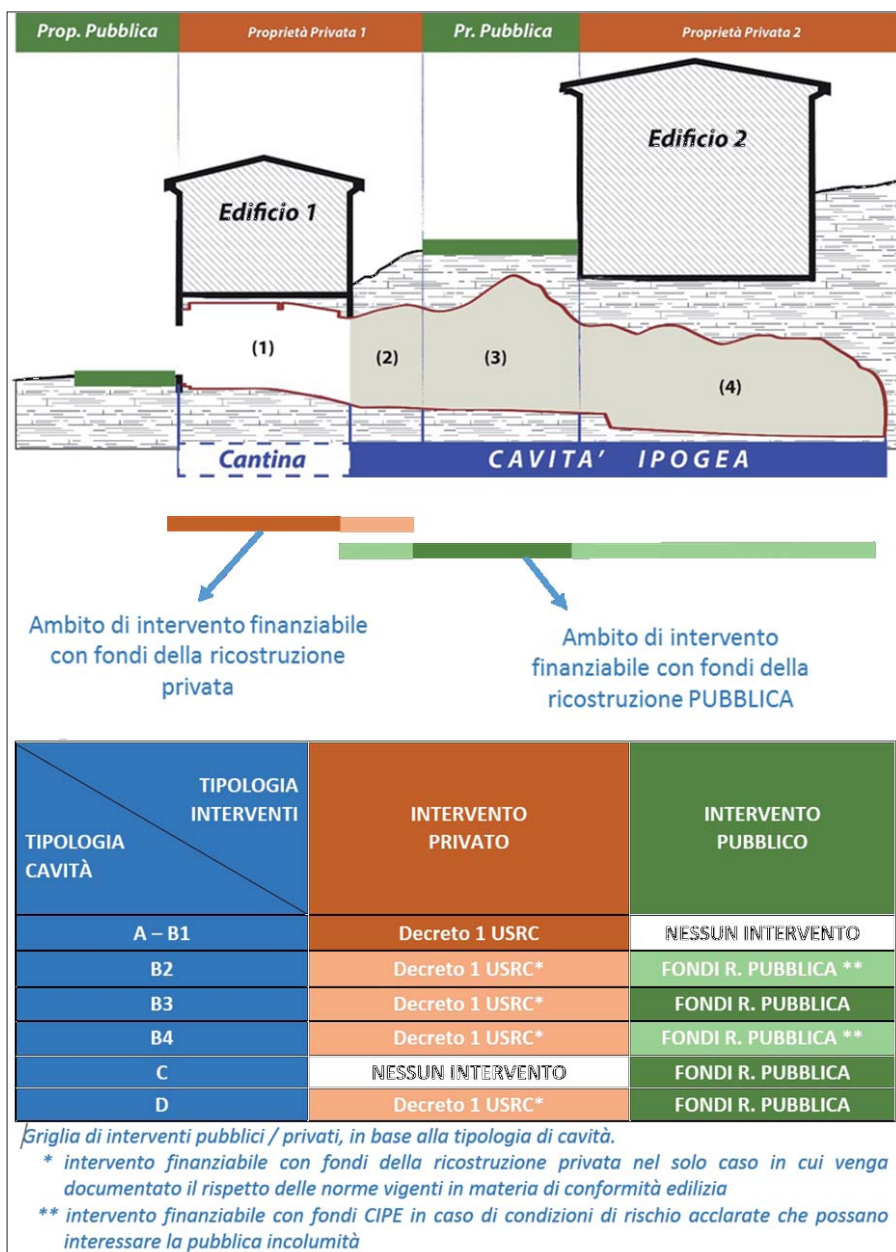 Prop. Pubblica
Proprietà Privata 1
Pr. Pubblica
Proprietà Privata 2
Edificio 2
Edificio 1
(1)
(2)
(3)
(4)
Cantina
CAVITA' IPOGEA
Ambito di intervento finanziabile
con fondi della ricostruzione
privata
Ambito di intervento
finanziabile con fondi della
ricostruzione PUBBLICA
TIPOLOGIA
INTERVENTI
TIPOLOGIA
CAVITÀ
INTERVENTO
PRIVATO
INTERVENTO
PUBBLICO
A – B1
Decreto 1 USRC
NESSUN INTERVENTO
B2
Decreto 1 USRC*
FONDI R. PUBBLICA **
B3
Decreto 1 USRC*
FONDI R. PUBBLICA
B4
Decreto 1 USRC*
FONDI R. PUBBLICA **
C
NESSUN INTERVENTO
FONDI R. PUBBLICA
D
Decreto 1 USRC*
FONDI R. PUBBLICA
Griglia di interventi pubblici / privati, in base alla tipologia di cavità.
* intervento finanziabile con fondi della ricostruzione privata nel solo caso in cui venga
documentato il rispetto delle norme vigenti in materia di conformità edilizia
** intervento finanziabile con fondi CIPE in caso di condizioni di rischio acclarate che possano
interessare la pubblica incolumità